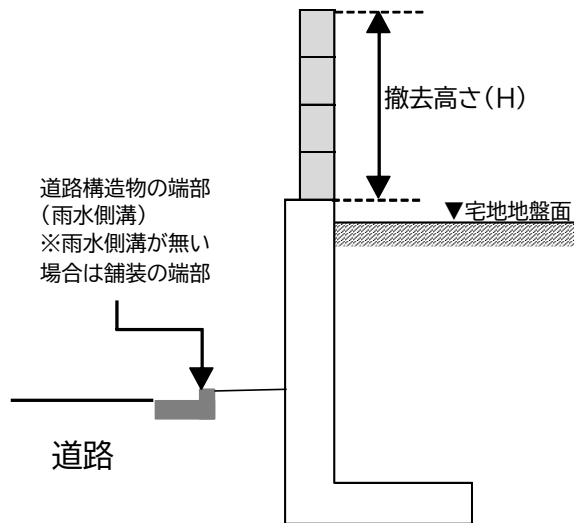 撤去高さ(H)
道路構造物の端部
(雨水側溝)
※雨水側溝が無い
場合は舗装の端部
▼宅地地盤面
道路